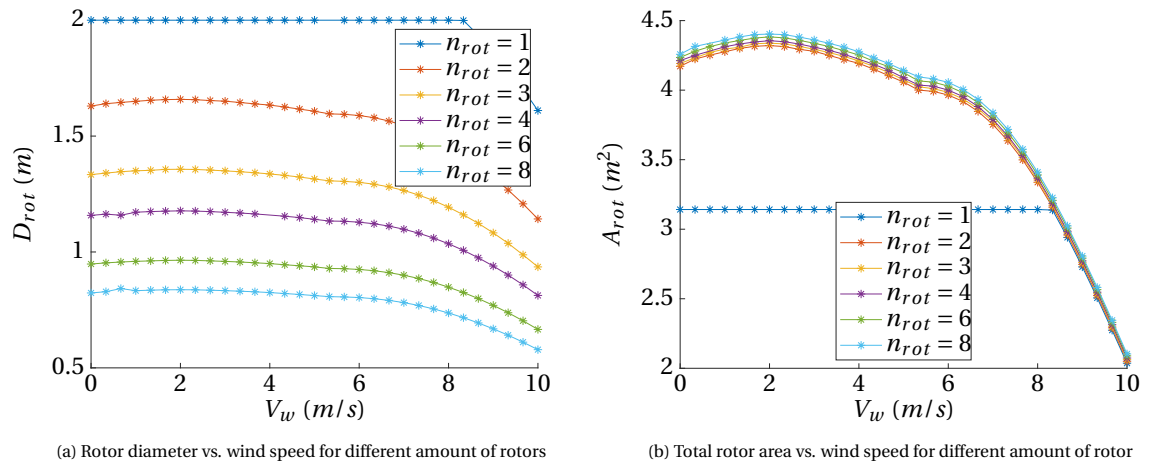 2
1.5
1
0.5
D_rot (m)
0 2 4 6 8 10
V_w (m/s)
n_rot = 1
n_rot = 2
n_rot = 3
n_rot = 4
n_rot = 6
n_rot = 8
(a) Rotor diameter vs. wind speed for different amount of rotors
4.5
4
3.5
3
2.5
2
A_rot (m²)
0 2 4 6 8 10
V_w (m/s)
n_rot = 1
n_rot = 2
n_rot = 3
n_rot = 4
n_rot = 6
n_rot = 8
(b) Total rotor area vs. wind speed for different amount of rotor